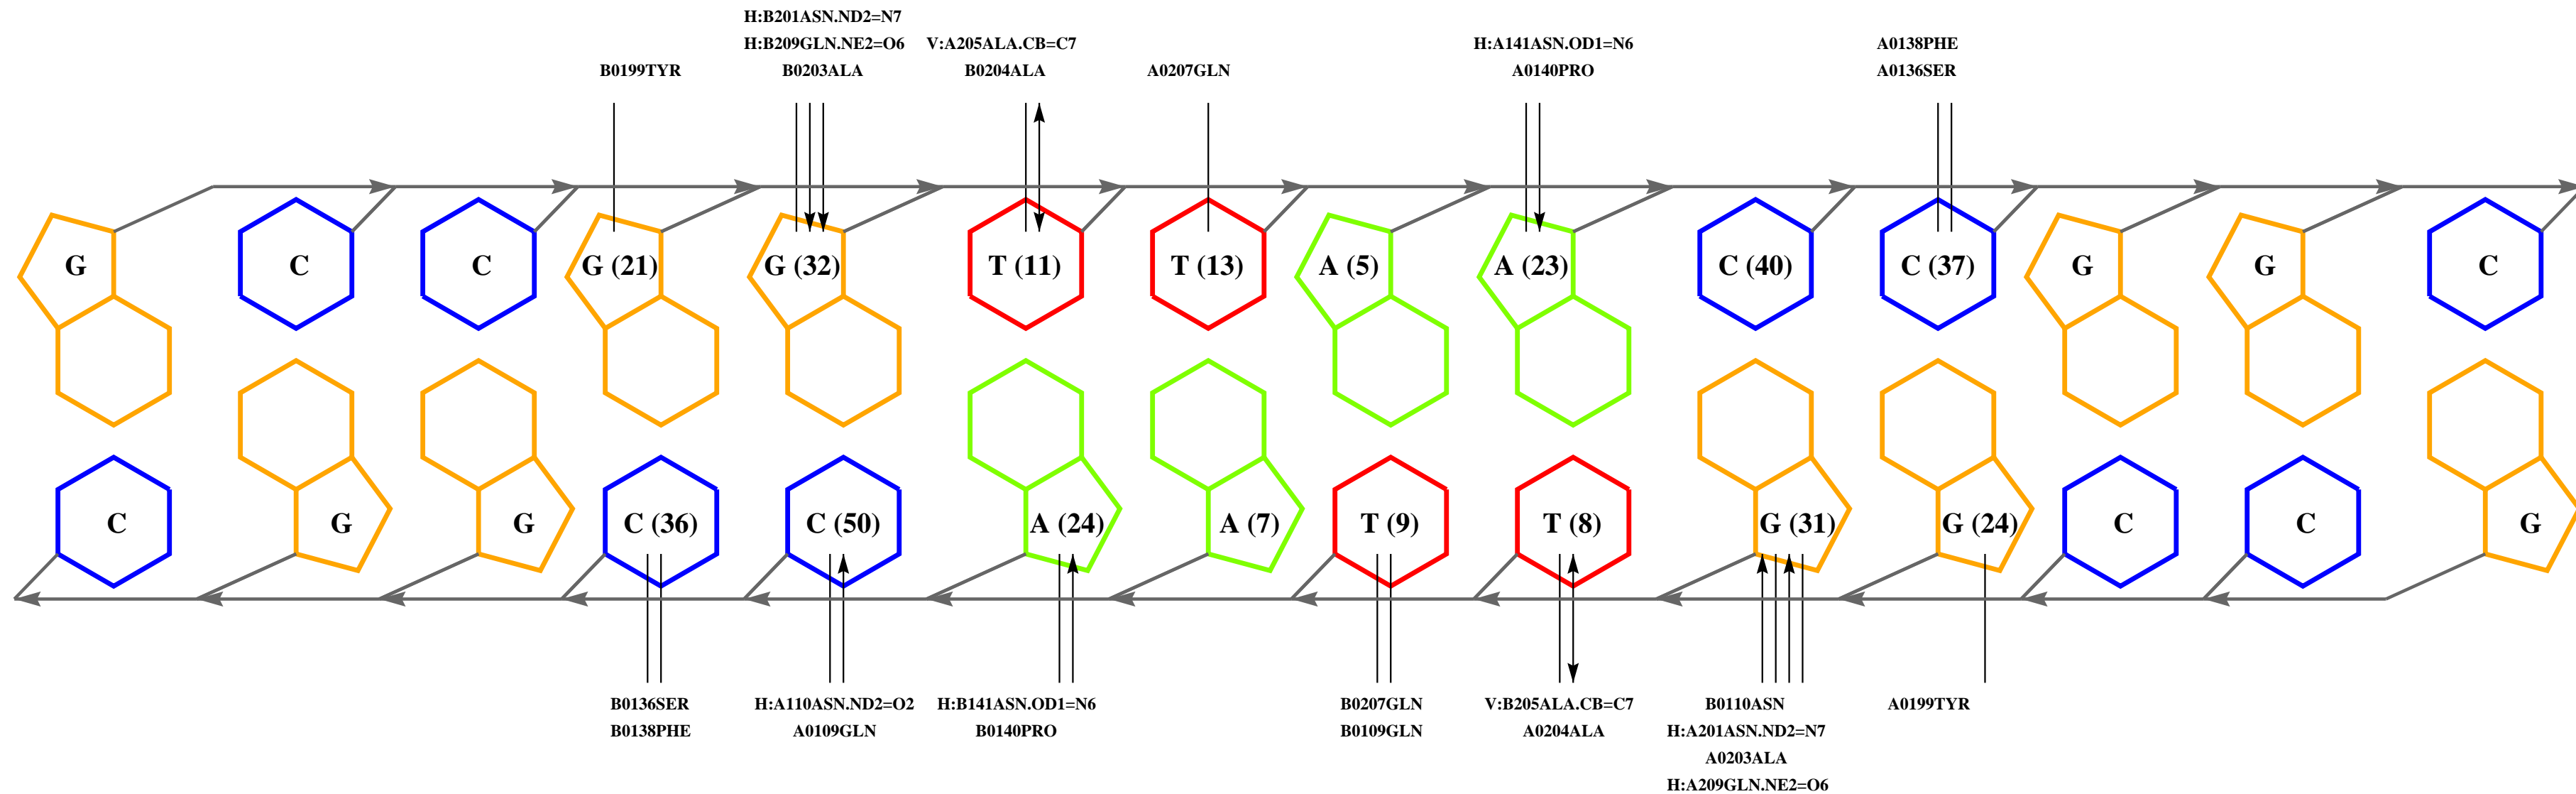 H:B201ASN.ND2=N7
H:B209GLN.NE2=O6 V:A205ALA.CB=C7 H:A141ASN.OD1=N6 A0138PHE
B0199TYR B0203ALA B0204ALA A0207GLN A0140PRO A0136SER
G C C G (21) G (32) T (11) T (13) A (5) A (23) C (40) C (37) G G C
C G G C (36) C (50) A (24) A (7) T (9) T (8) G (31) G (24) C C G
B0136SER H:A110ASN.ND2=O2 H:B141ASN.OD1=N6 B0207GLN V:B205ALA.CB=C7 B0110ASN A0199TYR
B0138PHE A0109GLN B0140PRO B0109GLN A0204ALA H:A201ASN.ND2=N7
A0203ALA
H:A209GLN.NE2=O6